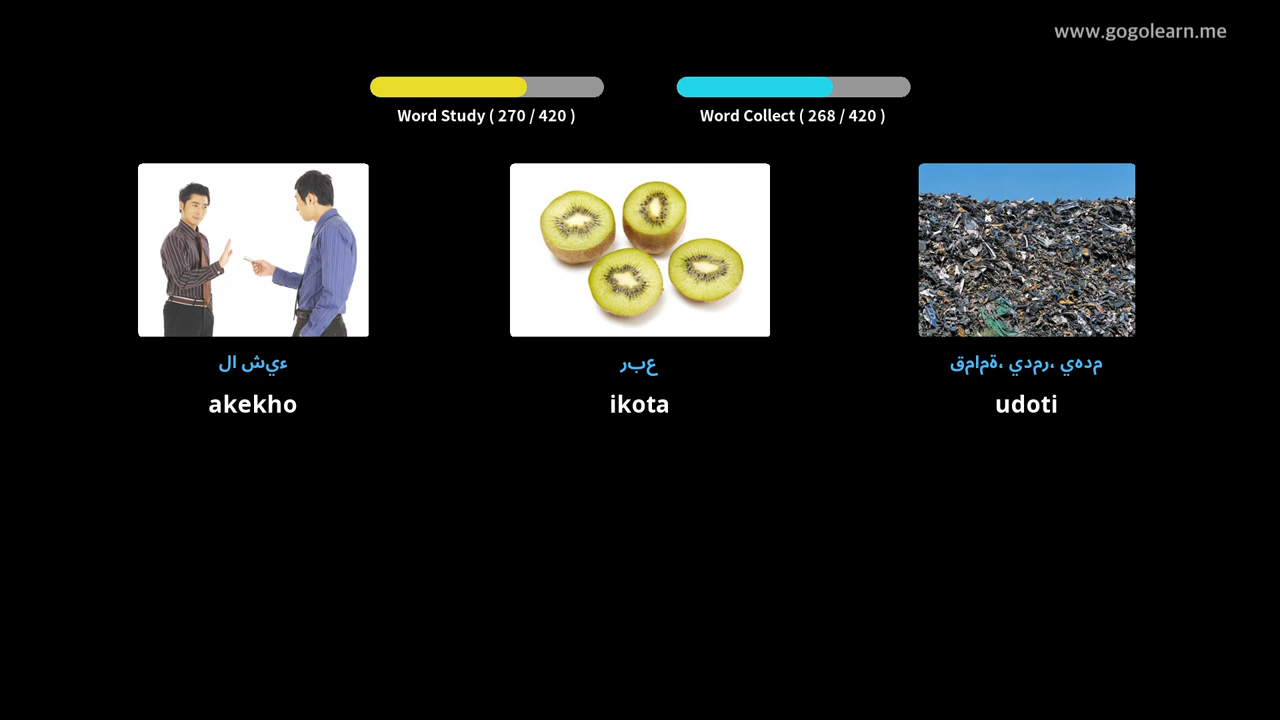 www.gogolearn.me
Word Study ( 270 / 420 )
Word Collect ( 268 / 420 )
ءيش ال
عبر
مدهي ،رمدي ،ةمامق
akekho
ikota
udoti